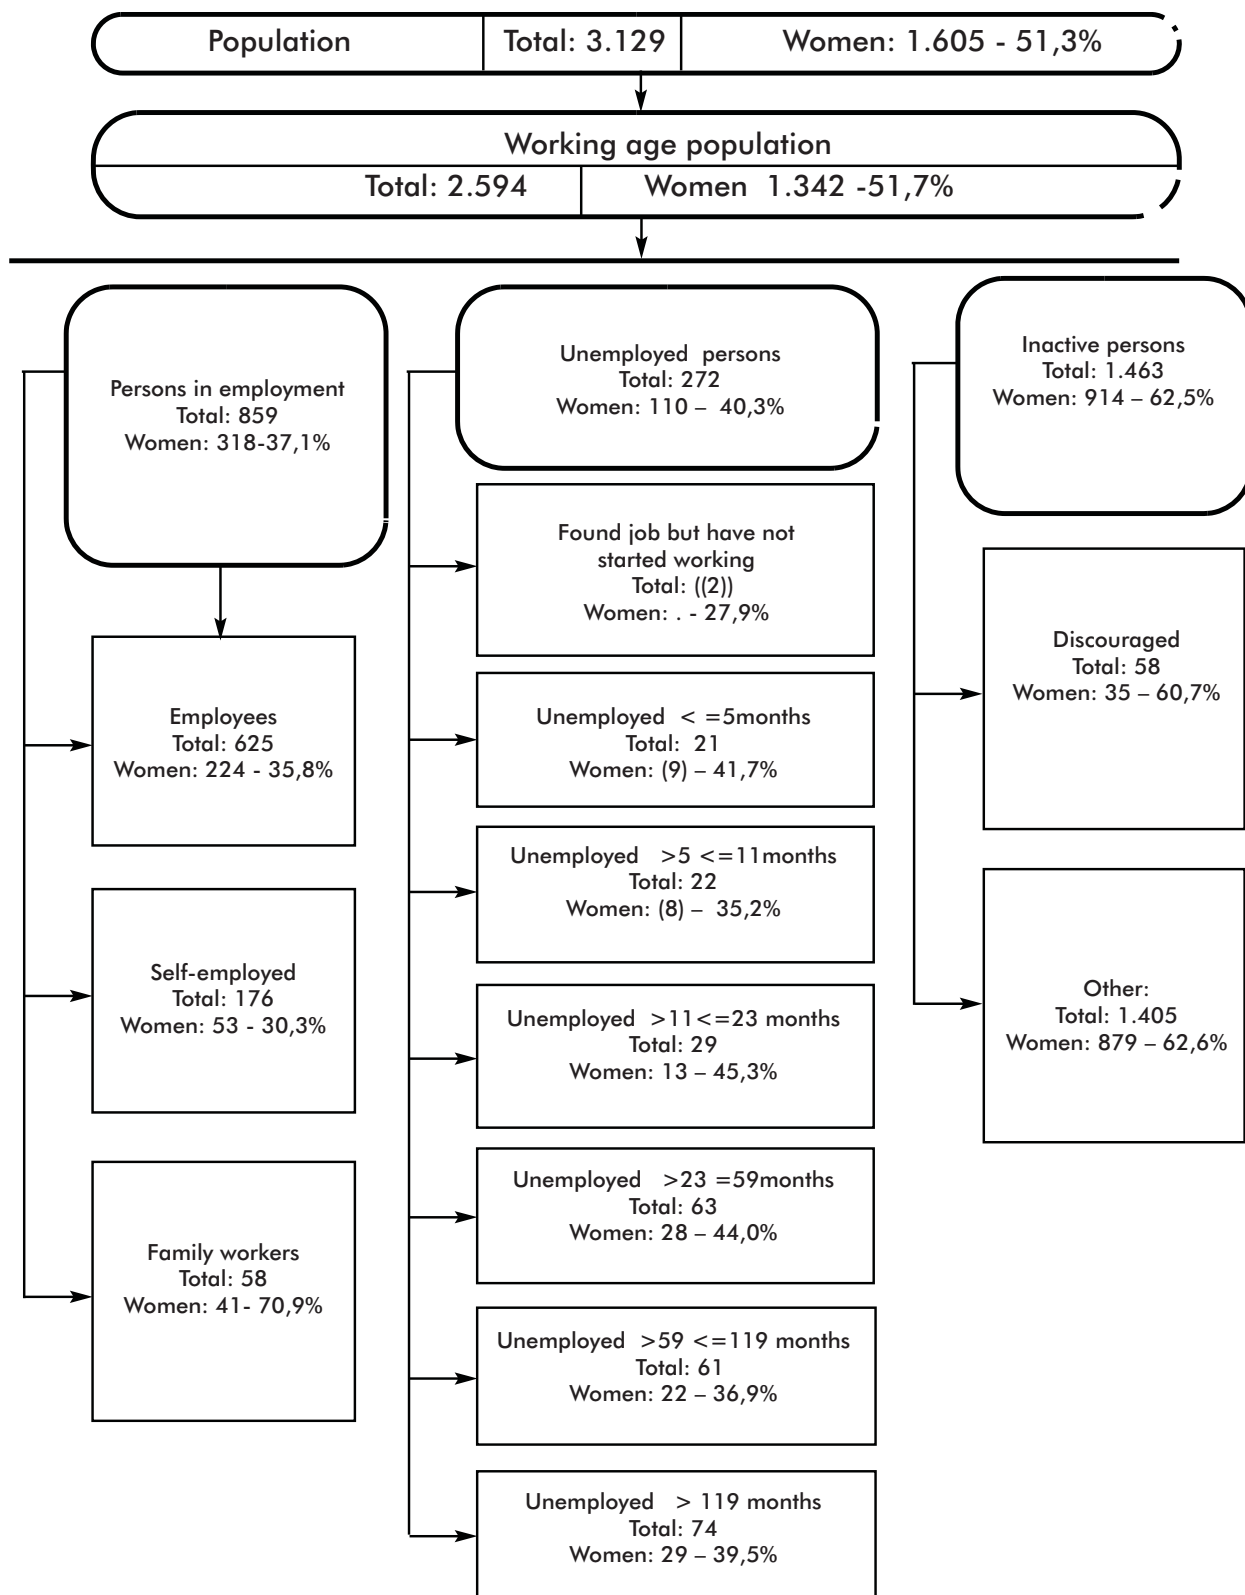 Population Total: 3.129 Women: 1.605 - 51,3%
Working age population
Total: 2.594 Women 1.342 -51,7%
Persons in employment
Total: 859
Women: 318-37,1%
Employees
Total: 625
Women: 224 - 35,8%
Self-employed
Total: 176
Women: 53 - 30,3%
Family workers
Total: 58
Women: 41- 70,9%
Unemployed persons
Total: 272
Women: 110 – 40,3%
Found job but have not
started working
Total: ((2))
Women: . - 27,9%
Unemployed < =5months
Total: 21
Women: (9) – 41,7%
Unemployed >5 <=11months
Total: 22
Women: (8) – 35,2%
Unemployed >11<=23 months
Total: 29
Women: 13 – 45,3%
Unemployed >23 =59months
Total: 63
Women: 28 – 44,0%
Unemployed >59 <=119 months
Total: 61
Women: 22 – 36,9%
Unemployed > 119 months
Total: 74
Women: 29 – 39,5%
Inactive persons
Total: 1.463
Women: 914 – 62,5%
Discouraged
Total: 58
Women: 35 – 60,7%
Other:
Total: 1.405
Women: 879 – 62,6%